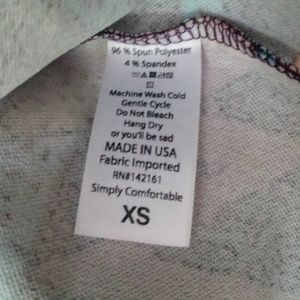 96 % Spun Polyester
4 % Spandex
Machine Wash Cold
Gentle Cycle
Do Not Bleach
Hang Dry
or you'll be sad
MADE IN USA
Fabric Imported
RN#142161
Simply Comfortable
XS